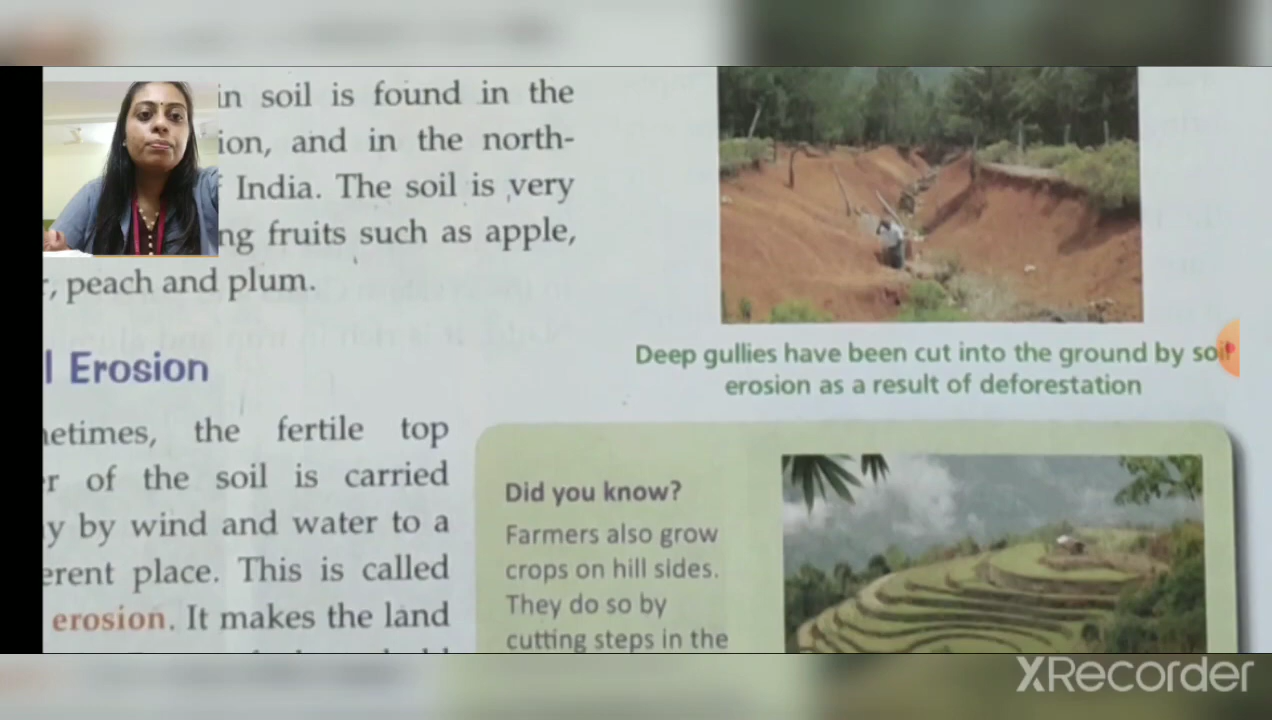 in soil is found in the
ion, and in the north-
India. The soil is very
ng fruits such as apple,
, peach and plum.
l Erosion
metimes, the fertile top
r of the soil is carried
y by wind and water to a
erent place. This is called
erosion. It makes the land
Deep gullies have been cut into the ground by soil
erosion as a result of deforestation
Did you know?
Farmers also grow
crops on hill sides.
They do so by
cutting steps in the
XRecorder